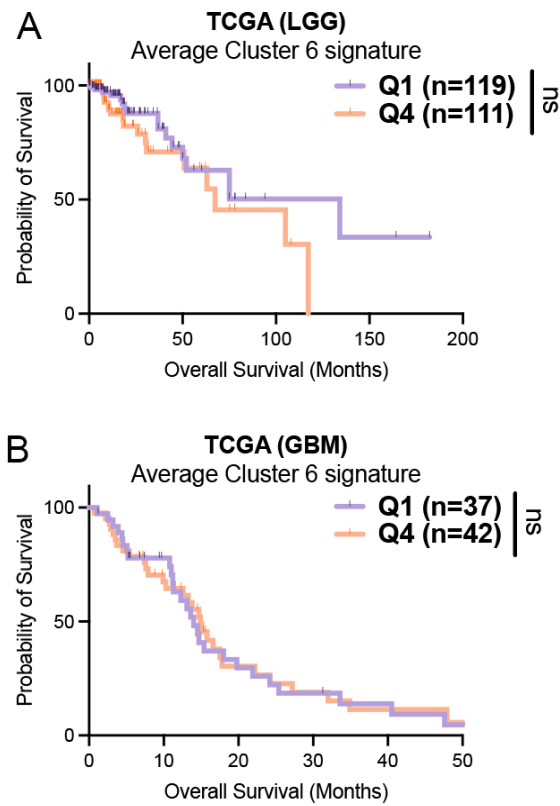 A
TCGA (LGG)
Average Cluster 6 signature
Q1 (n=119)
Q4 (n=111)
ns
Probability of Survival
100
50
0
0 50 100 150 200
Overall Survival (Months)
B
TCGA (GBM)
Average Cluster 6 signature
Q1 (n=37)
Q4 (n=42)
ns
Probability of Survival
100
50
0
0 10 20 30 40 50
Overall Survival (Months)